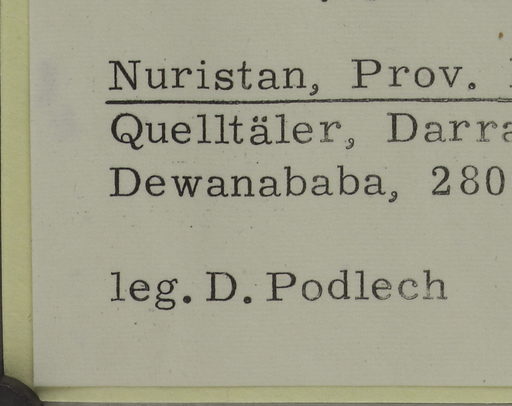 Nuristan, Prov.
Quelltäler, Darra
Dewanababa, 280
leg. D. Podlech